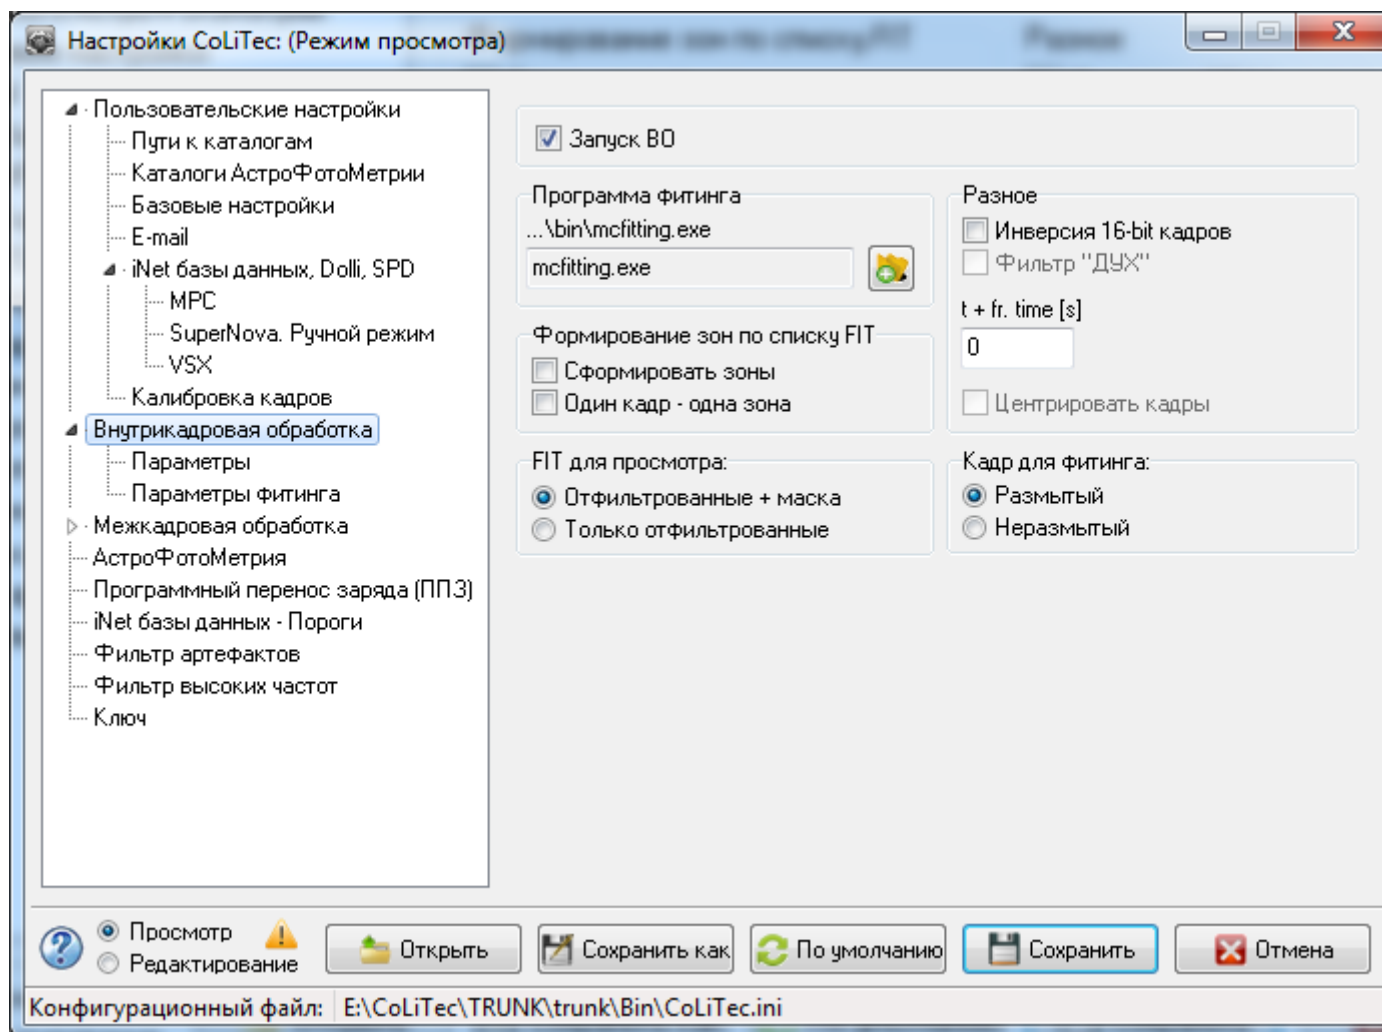 Настройки CoLiTec: (Режим просмотра)
Пользовательские настройки
Пути к каталогам
Каталоги АстроФотоМетрии
Базовые настройки
E-mail
iNet базы данных, Dolli, SPD
MPC
SuperNova. Ручной режим
VSX
Калибровка кадров
Внутрикадровая обработка
Параметры
Параметры фитинга
Межкадровая обработка
АстроФотоМетрия
Программный перенос заряда (ППЗ)
iNet базы данных - Пороги
Фильтр артефактов
Фильтр высоких частот
Ключ
Запуск ВО
Программа фитинга
...\bin\mcfitting.exe
mcfitting.exe
Формирование зон по списку FIT
Сформировать зоны
Один кадр - одна зона
FIT для просмотра:
Отфильтрованные + маска
Только отфильтрованные
Разное
Инверсия 16-bit кадров
Фильтр "ДУХ"
t + fr. time [s]
0
Центрировать кадры
Кадр для фитинга:
Размытый
Неразмытый
Просмотр
Редактирование
Открыть
Сохранить как
По умолчанию
Сохранить
Отмена
Конфигурационный файл: E:\CoLiTec\TRUNK\trunk\Bin\CoLiTec.ini